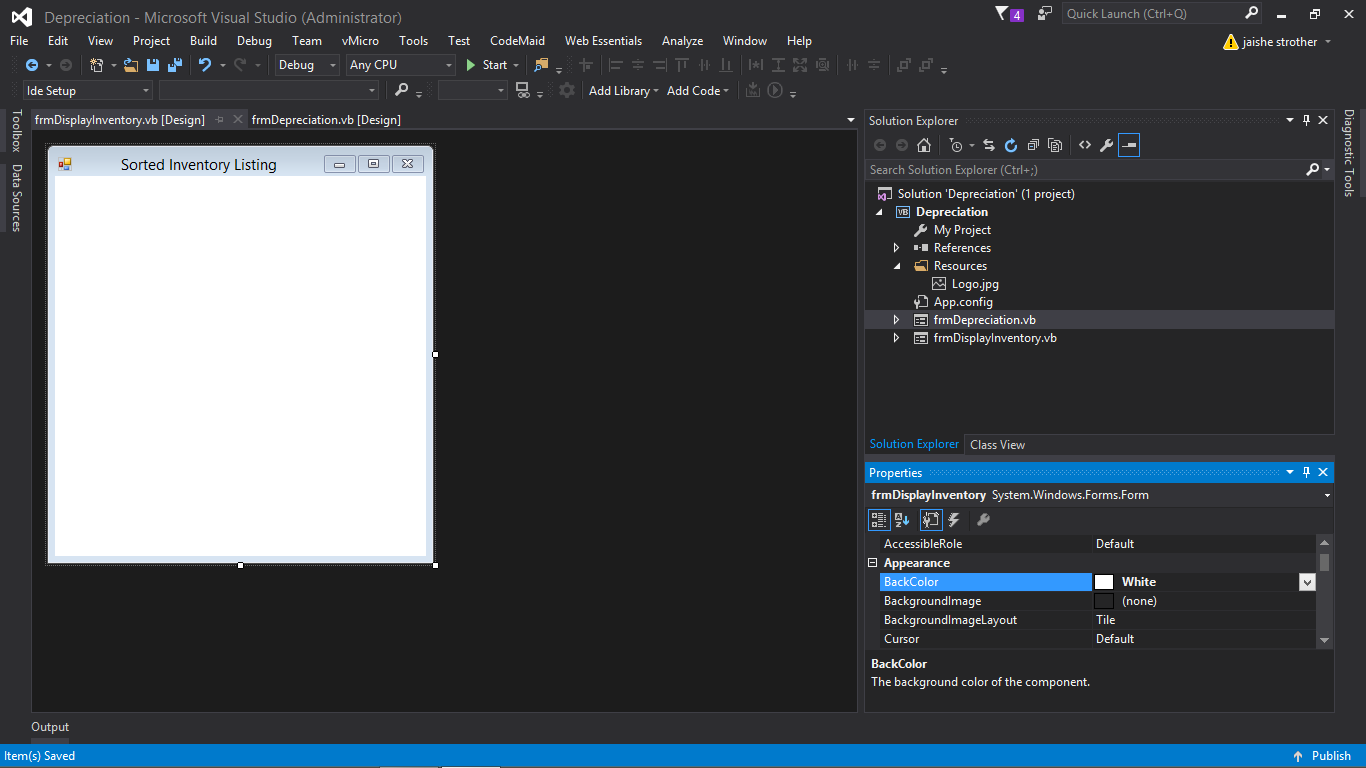 Depreciation - Microsoft Visual Studio (Administrator)
4
Quick Launch (Ctrl+Q)
File Edit View Project Build Debug Team vMicro Tools Test CodeMaid Web Essentials Analyze Window Help
jaishe strother
Debug Any CPU Start
Ide Setup Add Library Add Code
Toolbox
Data Sources
frmDisplayInventory.vb [Design] frmDepreciation.vb [Design]
Sorted Inventory Listing
Solution Explorer
Search Solution Explorer (Ctrl+;)
Solution 'Depreciation' (1 project)
VB Depreciation
My Project
References
Resources
Logo.jpg
App.config
frmDepreciation.vb
frmDisplayInventory.vb
Solution Explorer Class View
Properties
frmDisplayInventory System.Windows.Forms.Form
AccessibleRole Default
Appearance
BackColor White
BackgroundImage (none)
BackgroundImageLayout Tile
Cursor Default
BackColor
The background color of the component.
Diagnostic Tools
Output
Item(s) Saved Publish